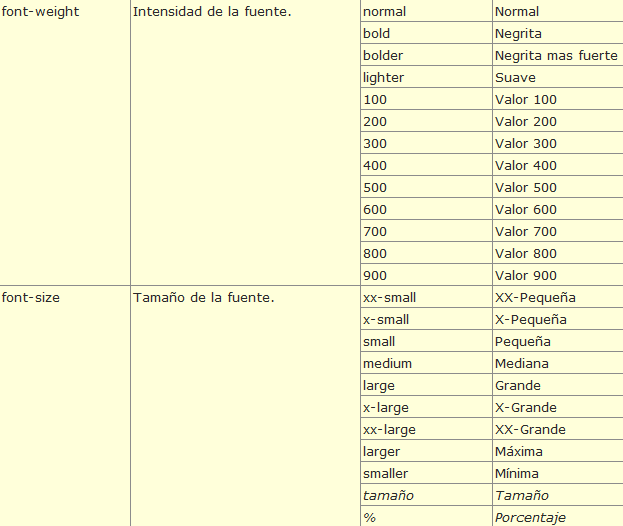 font-weight Intensidad de la fuente. normal Normal
bold Negrita
bolder Negrita mas fuerte
lighter Suave
100 Valor 100
200 Valor 200
300 Valor 300
400 Valor 400
500 Valor 500
600 Valor 600
700 Valor 700
800 Valor 800
900 Valor 900
font-size Tamaño de la fuente. xx-small XX-Pequeña
x-small X-Pequeña
small Pequeña
medium Mediana
large Grande
x-large X-Grande
xx-large XX-Grande
larger Máxima
smaller Mínima
tamaño Tamaño
% Porcentaje